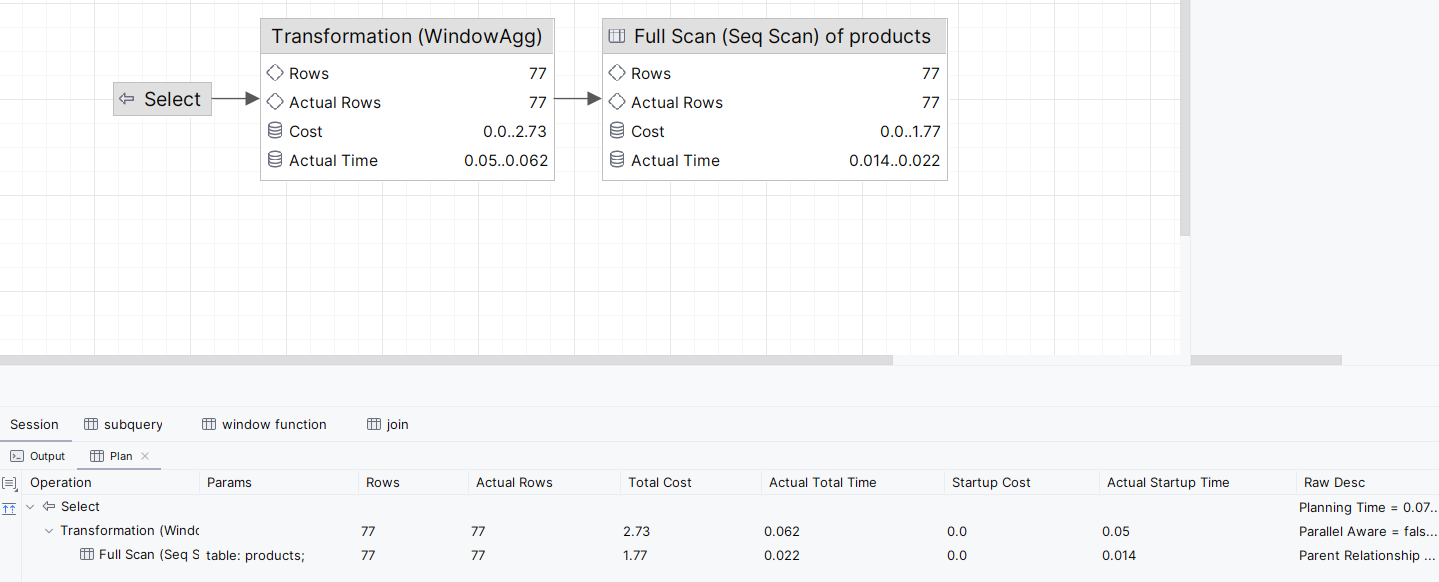 Transformation (WindowAgg)
Full Scan (Seq Scan) of products
Select
Rows 77
Actual Rows 77
Cost 0.0..2.73
Actual Time 0.05..0.062
Rows 77
Actual Rows 77
Cost 0.0..1.77
Actual Time 0.014..0.022
Session subquery window function join
Output Plan
Operation Params Rows Actual Rows Total Cost Actual Total Time Startup Cost Actual Startup Time Raw Desc
Select Planning Time = 0.07...
Transformation (Windo 77 77 2.73 0.062 0.0 0.05 Parallel Aware = fals...
Full Scan (Seq S table: products; 77 77 1.77 0.022 0.0 0.014 Parent Relationship ...